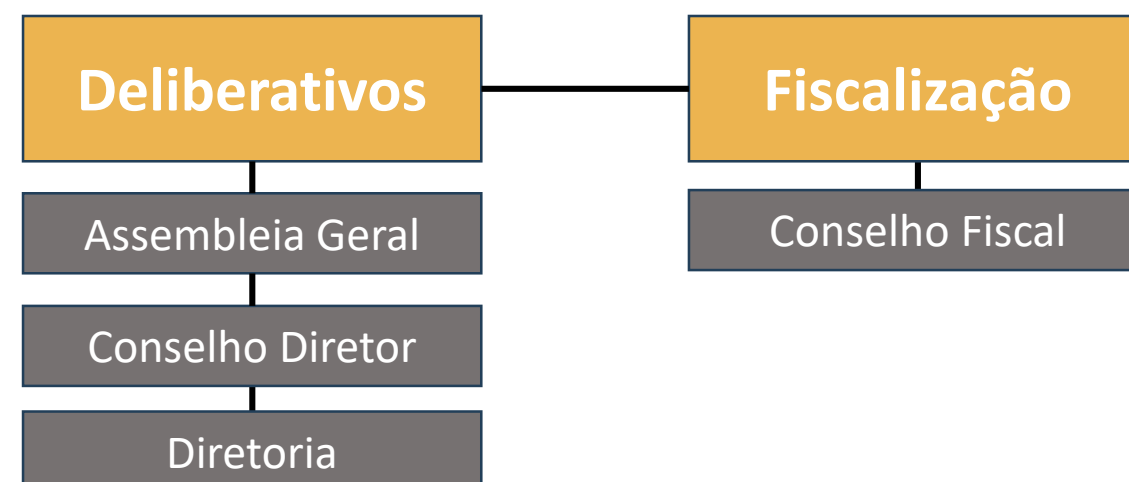 Deliberativos
Fiscalização
Assembleia Geral
Conselho Fiscal
Conselho Diretor
Diretoria